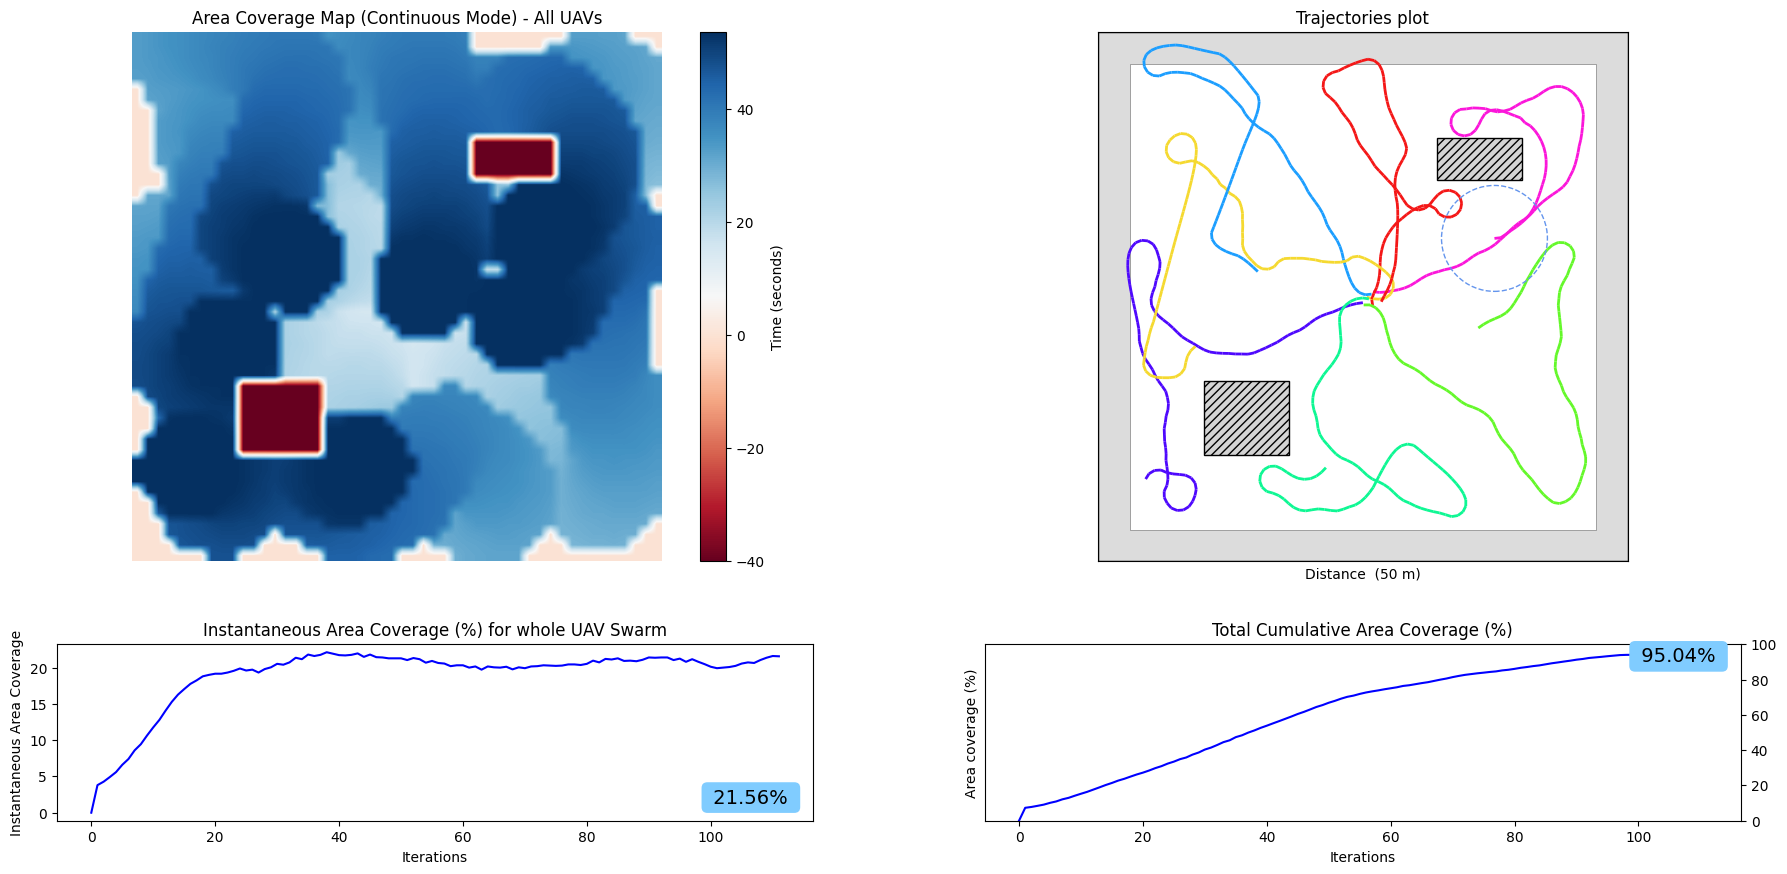 Area Coverage Map (Continuous Mode) - All UAVs
40
20
0
−20
−40
Time (seconds)
Trajectories plot
Distance  (50 m)
Instantaneous Area Coverage (%) for whole UAV Swarm
Instantaneous Area Coverage
20
15
10
5
0
21.56%
0 20 40 60 80 100
Iterations
Total Cumulative Area Coverage (%)
Area coverage (%)
95.04%
100
80
60
40
20
0
0 20 40 60 80 100
Iterations